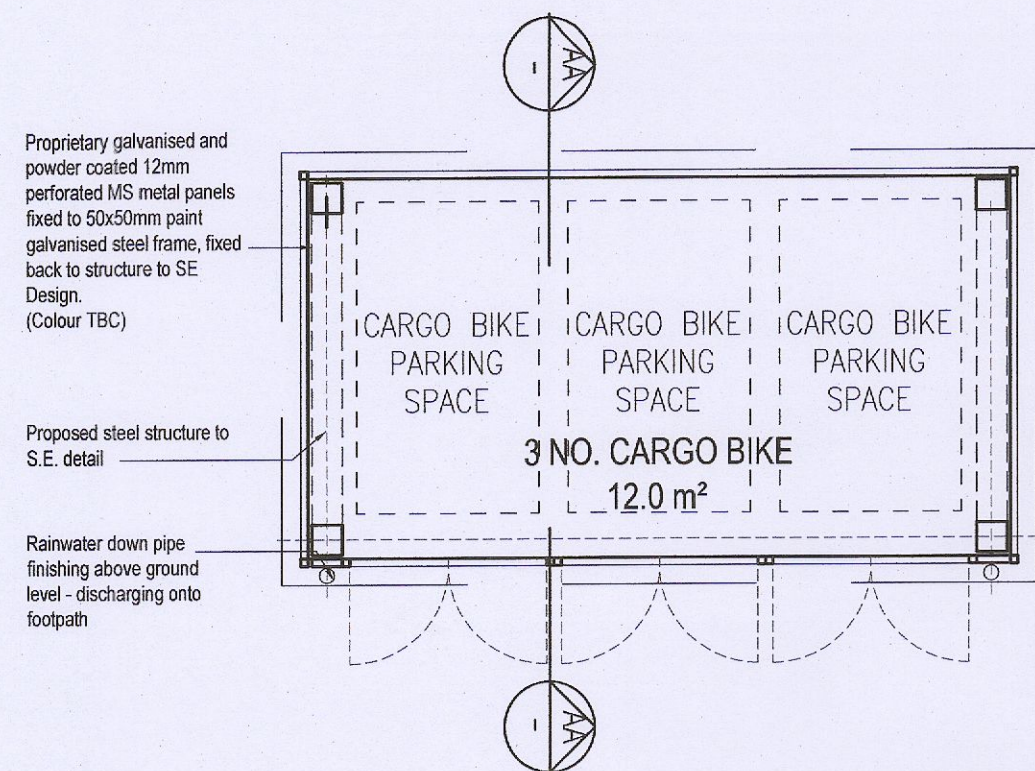 AA
–
Proprietary galvanised and
powder coated 12mm
perforated MS metal panels
fixed to 50x50mm paint
galvanised steel frame, fixed
back to structure to SE
Design.
(Colour TBC)
Proposed steel structure to
S.E. detail
Rainwater down pipe
finishing above ground
level - discharging onto
footpath
CARGO BIKE
PARKING
SPACE
CARGO BIKE
PARKING
SPACE
CARGO BIKE
PARKING
SPACE
3 NO. CARGO BIKE
12.0 m²
AA
–